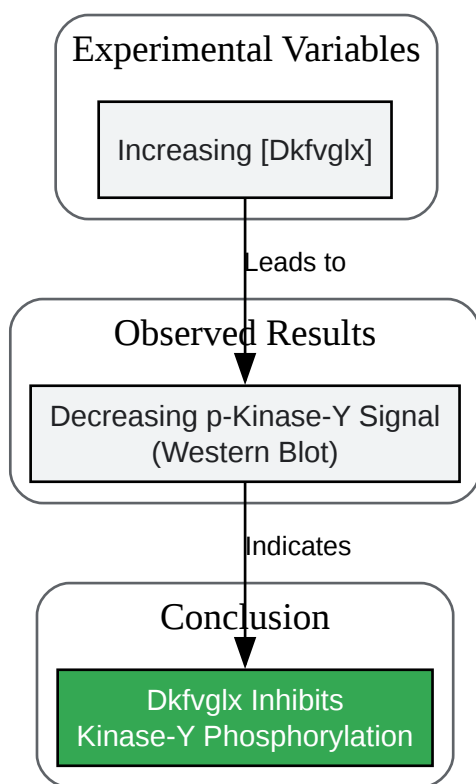 Experimental Variables
Increasing [Dkfvglx]
Leads to
Observed Results
Decreasing p-Kinase-Y Signal
(Western Blot)
Indicates
Conclusion
Dkfvglx Inhibits
Kinase-Y Phosphorylation